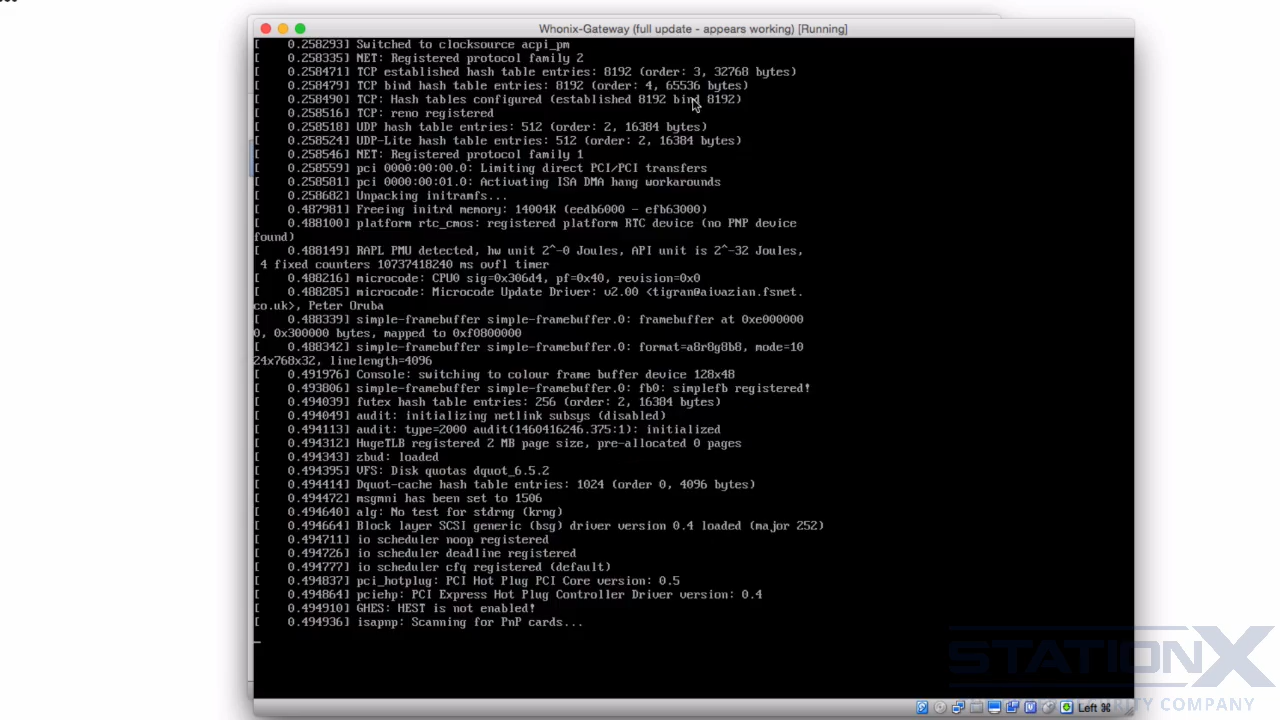 Whonix-Gateway (full update - appears working) [Running]
[    0.258293] Switched to clocksource acpi_pm
[    0.258335] NET: Registered protocol family 2
[    0.258471] TCP established hash table entries: 8192 (order: 3, 32768 bytes)
[    0.258479] TCP bind hash table entries: 8192 (order: 4, 65536 bytes)
[    0.258490] TCP: Hash tables configured (established 8192 bind 8192)
[    0.258516] TCP: reno registered
[    0.258518] UDP hash table entries: 512 (order: 2, 16384 bytes)
[    0.258524] UDP-Lite hash table entries: 512 (order: 2, 16384 bytes)
[    0.258546] NET: Registered protocol family 1
[    0.258559] pci 0000:00:00.0: Limiting direct PCI/PCI transfers
[    0.258581] pci 0000:00:01.0: Activating ISA DMA hang workarounds
[    0.258682] Unpacking initramfs...
[    0.487981] Freeing initrd memory: 14004K (eedb6000 - efb63000)
[    0.488100] platform rtc_cmos: registered platform RTC device (no PNP device
found)
[    0.488149] RAPL PMU detected, hw unit 2^-0 Joules, API unit is 2^-32 Joules,
 4 fixed counters 10737418240 ms ovfl timer
[    0.488216] microcode: CPU0 sig=0x306d4, pf=0x40, revision=0x0
[    0.488285] microcode: Microcode Update Driver: v2.00 <tigran@aivazian.fsnet.
co.uk>, Peter Oruba
[    0.488339] simple-framebuffer simple-framebuffer.0: framebuffer at 0xe000000
0, 0x300000 bytes, mapped to 0xf0800000
[    0.488342] simple-framebuffer simple-framebuffer.0: format=a8r8g8b8, mode=10
24x768x32, linelength=4096
[    0.491976] Console: switching to colour frame buffer device 128x48
[    0.493806] simple-framebuffer simple-framebuffer.0: fb0: simplefb registered!
[    0.494039] futex hash table entries: 256 (order: 2, 16384 bytes)
[    0.494049] audit: initializing netlink subsys (disabled)
[    0.494113] audit: type=2000 audit(1460416246.375:1): initialized
[    0.494312] HugeTLB registered 2 MB page size, pre-allocated 0 pages
[    0.494343] zbud: loaded
[    0.494395] VFS: Disk quotas dquot_6.5.2
[    0.494414] Dquot-cache hash table entries: 1024 (order 0, 4096 bytes)
[    0.494472] msgmni has been set to 1506
[    0.494640] alg: No test for stdrng (krng)
[    0.494664] Block layer SCSI generic (bsg) driver version 0.4 loaded (major 252)
[    0.494711] io scheduler noop registered
[    0.494726] io scheduler deadline registered
[    0.494777] io scheduler cfq registered (default)
[    0.494837] pci_hotplug: PCI Hot Plug PCI Core version: 0.5
[    0.494864] pciehp: PCI Express Hot Plug Controller Driver version: 0.4
[    0.494910] GHES: HEST is not enabled!
[    0.494936] isapnp: Scanning for PnP cards...
STATIONX
SECURITY COMPANY
Left ⌘